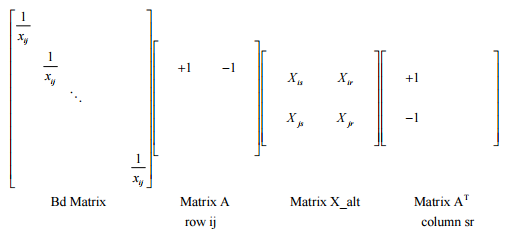 1/x_ij
1/x_ij
⋱
1/x_ij
+1 −1
X_is X_ir
X_js X_jr
+1
−1
Bd Matrix Matrix A Matrix X_alt Matrix A^T
row ij column sr